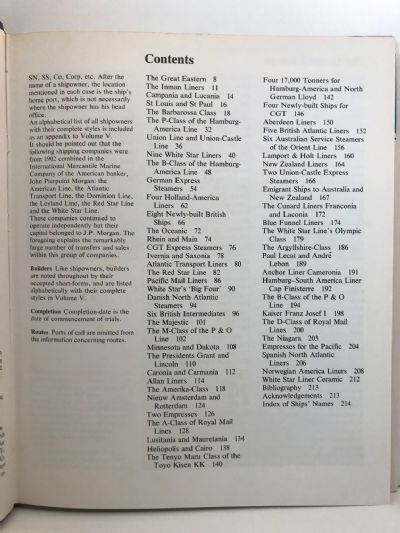 Contents
SN, SS, Co, Corp, etc. After the
name of a shipowner, the location
mentioned in each case is the ship's
home port, which is not necessarily
where the shipowner has his head
office.
An alphabetical list of all shipowners
with their complete styles is included
as an appendix to Volume V.
It should be pointed out that the
following shipping companies were
from 1902 combined in the
International Mercantile Marine
Company of the American banker,
John Pierpoint Morgan: the
American Line, the Atlantic
Transport Line, the Dominion Line,
the Leyland Line, the Red Star Line
and the White Star Line.
These companies continued to
operate independently but their
capital belonged to J.P. Morgan. The
foregoing explains the remarkably
large number of transfers and sales
within this group of companies.
Builders Like shipowners, builders
are noted throughout by their
accepted short-forms, and are listed
alphabetically with their complete
styles in Volume V.
Completion Completion-date is the
date of commencement of trials.
Routes Ports of call are omitted from
the information concerning routes.
The Great Eastern 8
The Inman Liners 11
Campania and Lucania 14
St Louis and St Paul 16
The Barbarossa Class 18
The P-Class of the Hamburg-
America Line 32
Union Line and Union-Castle
Line 36
Nine White Star Liners 40
The B-Class of the Hamburg-
America Line 48
German Express
Steamers 54
Four Holland-America
Liners 62
Eight Newly-built British
Ships 66
The Oceanic 72
Rhein and Main 74
CGT Express Steamers 76
Ivernia and Saxonia 78
Atlantic Transport Liners 80
The Red Star Line 82
Pacific Mail Liners 86
White Star's 'Big Four' 90
Danish North Atlantic
Steamers 94
Six British Intermediates 96
The Majestic 101
The M-Class of the P & O
Line 102
Minnesota and Dakota 108
The Presidents Grant and
Lincoln 110
Caronia and Carmania 112
Allan Liners 114
The Amerika-Class 118
Nieuw Amsterdam and
Rotterdam 124
Two Empresses 126
The A-Class of Royal Mail
Lines 128
Lusitania and Mauretania 134
Heliopolis and Cairo 138
The Tenyo Maru Class of the
Toyo Kisen KK 140
Four 17,000 Tonners for
Hamburg-America and North
German Lloyd 142
Four Newly-built Ships for
CGT 146
Aberdeen Liners 150
Five British Atlantic Liners 152
Six Australian Service Steamers
of the Orient Line 156
Lamport & Holt Liners 160
New Zealand Liners 164
Two Union-Castle Express
Steamers 166
Emigrant Ships to Australia and
New Zealand 167
The Cunard Liners Franconia
and Laconia 172
Blue Funnel Liners 174
The White Star Line's Olympic
Class 179
The Argyllshire-Class 186
Paul Lecat and André
Lebon 189
Anchor Liner Cameronia 191
Hamburg-South America Liner
Cap Finisterre 192
The B-Class of the P & O
Line 194
Kaiser Franz Josef I 198
The D-Class of Royal Mail
Lines 200
The Niagara 203
Empresses for the Pacific 204
Spanish North Atlantic
Liners 206
Norwegian America Liners 208
White Star Liner Ceramic 212
Bibliography 213
Acknowledgements 213
Index of Ships' Names 214